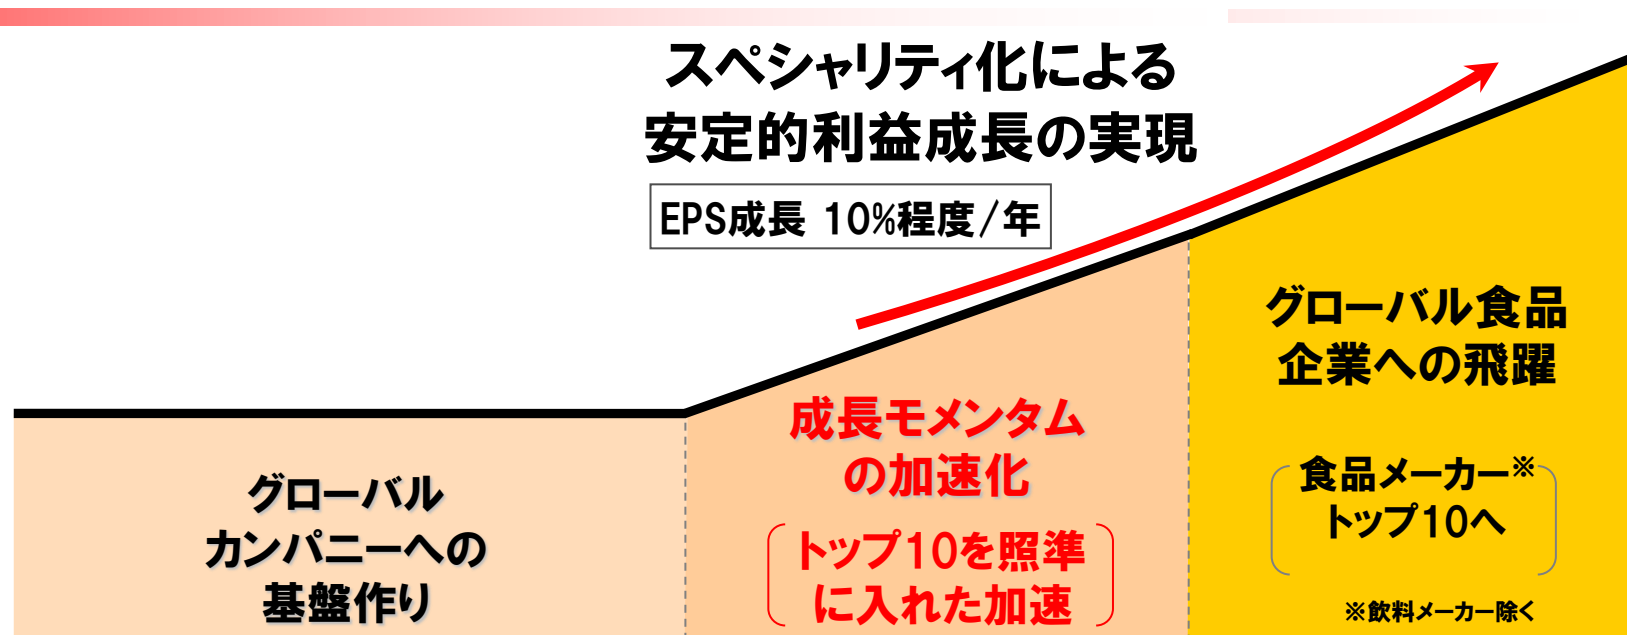 スペシャリティ化による
安定的利益成長の実現
EPS成長 10%程度/年
グローバル
カンパニーへの
基盤作り
成長モメンタム
の加速化
トップ10を照準
に入れた加速
グローバル食品
企業への飛躍
食品メーカー※
トップ10へ
※飲料メーカー除く